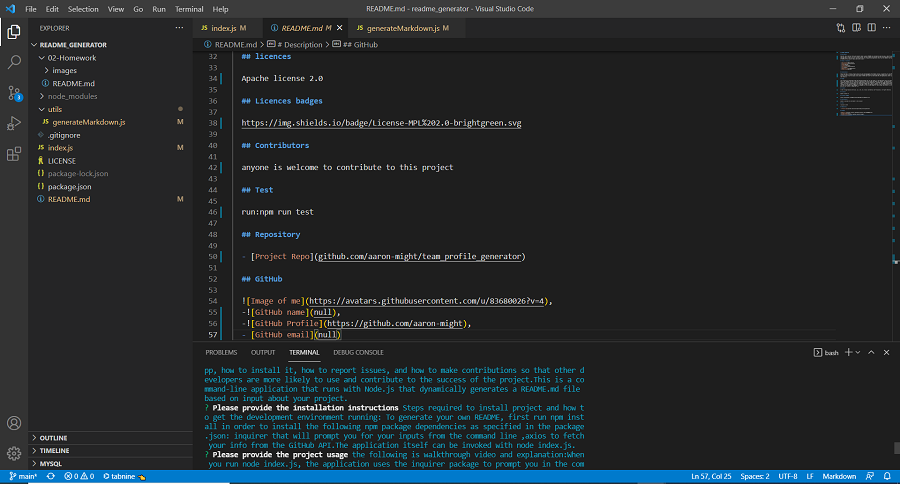 File Edit Selection View Go Run Terminal Help
README.md - readme_generator - Visual Studio Code
EXPLORER
README_GENERATOR
02-Homework
images
README.md
node_modules
utils
generateMarkdown.js M
.gitignore
index.js M
LICENSE
package-lock.json
package.json
README.md M
OUTLINE
TIMELINE
MYSQL
index.js M
README.md M
generateMarkdown.js M
README.md > # Description > ## GitHub
32 ## licences
33
34 Apache license 2.0
35
36 ## Licences badges
37
38 https://img.shields.io/badge/License-MPL%202.0-brightgreen.svg
39
40 ## Contributors
41
42 anyone is welcome to contribute to this project
43
44 ## Test
45
46 run:npm run test
47
48 ## Repository
49
50 - [Project Repo](github.com/aaron-might/team_profile_generator)
51
52 ## GitHub
53
54 ![Image of me](https://avatars.githubusercontent.com/u/83680026?v=4),
55 -![GitHub name](null),
56 -![GitHub Profile](https://github.com/aaron-might),
57 - [GitHub email](null)
PROBLEMS OUTPUT TERMINAL DEBUG CONSOLE
bash
pp, how to install it, how to report issues, and how to make contributions so that other d
evelopers are more likely to use and contribute to the success of the project.This is a co
mmand-line application that runs with Node.js that dynamically generates a README.md file
based on input about your project.
? Please provide the installation instructions Steps required to install project and how t
o get the development environment running: To generate your own README, first run npm inst
all in order to install the following npm package dependencies as specified in the package
.json: inquirer that will prompt you for your inputs from the command line ,axios to fetch
your info from the GitHub API.The application itself can be invoked with node index.js.
? Please provide the project usage the following is walkthrough video and explanation:When
you run node index.js, the application uses the inquirer package to prompt you in the com
3
main* 0 0 tabnine
Ln 57, Col 25 Spaces: 2 UTF-8 LF Markdown